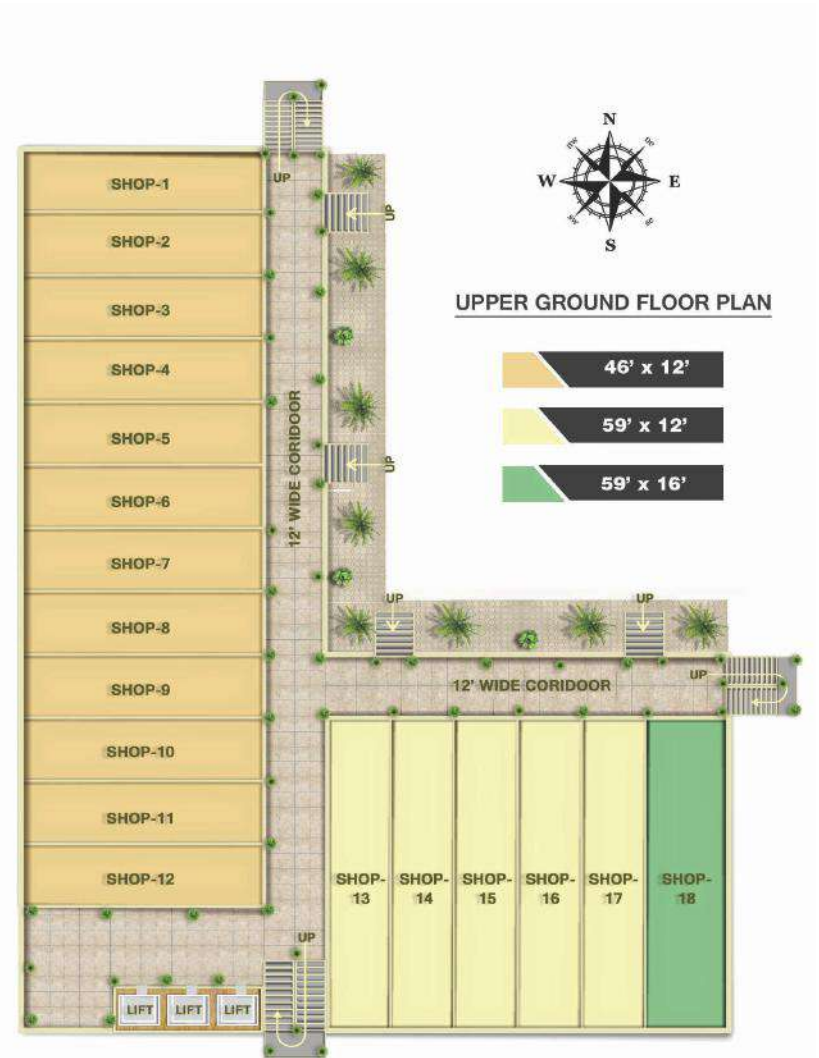 UP
SHOP-1
UP
SHOP-2
SHOP-3
SHOP-4
SHOP-5
UP
SHOP-6
SHOP-7
SHOP-8
SHOP-9
SHOP-10
SHOP-11
SHOP-12
12' WIDE CORIDOOR
UP
UP
12' WIDE CORIDOOR
UP
SHOP-
13
SHOP-
14
SHOP-
15
SHOP-
16
SHOP-
17
SHOP-
18
UP
LIFT
LIFT
LIFT
N
nw
W
E
sw
se
S
UPPER GROUND FLOOR PLAN
46' x 12'
59' x 12'
59' x 16'